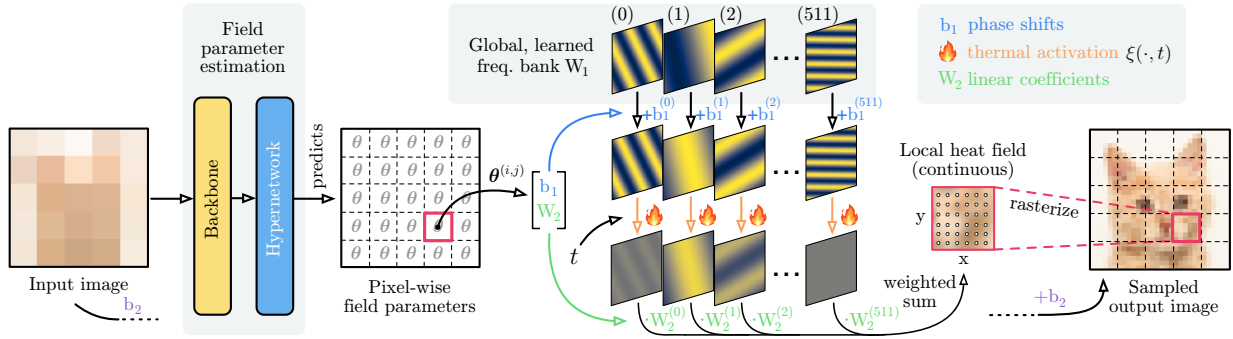 Input image
b₂
Field
parameter
estimation
Backbone
Hypernetwork
predicts
θ θ θ θ θ
θ θ θ θ θ
θ θ θ θ θ
θ θ θ θ
θ θ θ θ θ
Pixel-wise
field parameters
θ^(i,j)
b₁
W₂
t
Global, learned
freq. bank W₁
(0) (1) (2) (511)
...
+b₁^(0) +b₁^(1) +b₁^(2) +b₁^(511)
...
...
·W₂^(0) ·W₂^(1) ·W₂^(2) ·W₂^(511)
weighted
sum
b₁ phase shifts
thermal activation ξ(·, t)
W₂ linear coefficients
Local heat field
(continuous)
y
x
rasterize
+b₂
Sampled
output image